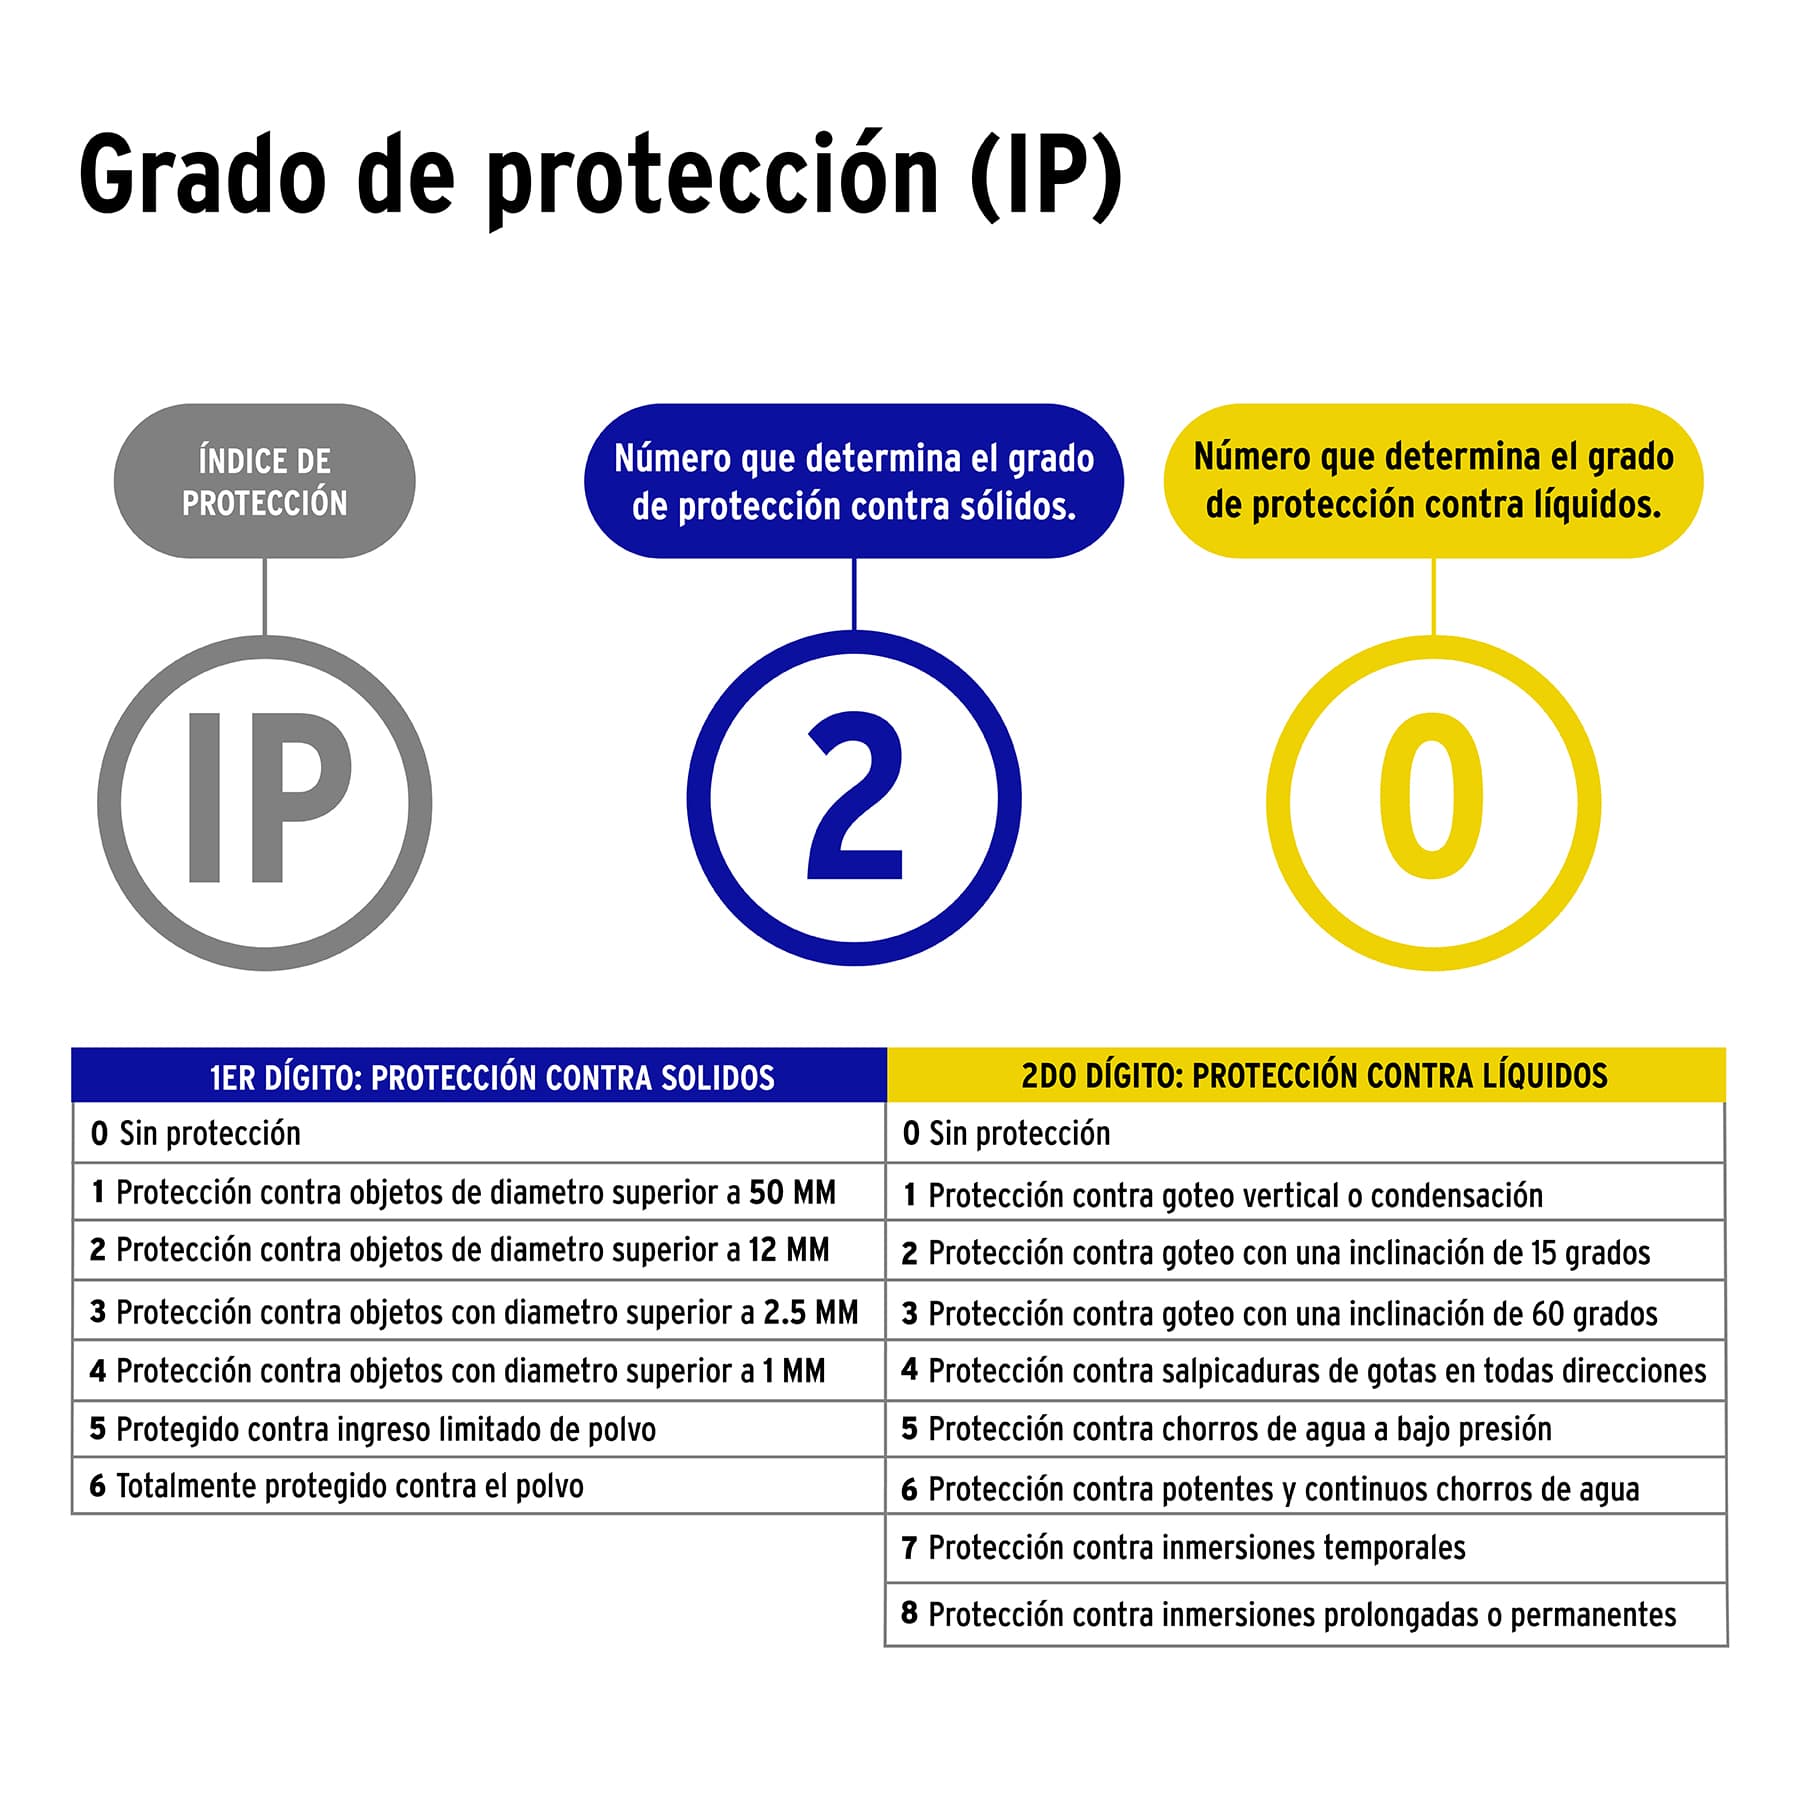 Grado de protección (IP)
ÍNDICE DE
PROTECCIÓN
Número que determina el grado
de protección contra sólidos.
Número que determina el grado
de protección contra líquidos.
IP
2
0
1ER DÍGITO: PROTECCIÓN CONTRA SOLIDOS
0 Sin protección
1 Protección contra objetos de diametro superior a 50 MM
2 Protección contra objetos de diametro superior a 12 MM
3 Protección contra objetos con diametro superior a 2.5 MM
4 Protección contra objetos con diametro superior a 1 MM
5 Protegido contra ingreso limitado de polvo
6 Totalmente protegido contra el polvo
2DO DÍGITO: PROTECCIÓN CONTRA LÍQUIDOS
0 Sin protección
1 Protección contra goteo vertical o condensación
2 Protección contra goteo con una inclinación de 15 grados
3 Protección contra goteo con una inclinación de 60 grados
4 Protección contra salpicaduras de gotas en todas direcciones
5 Protección contra chorros de agua a bajo presión
6 Protección contra potentes y continuos chorros de agua
7 Protección contra inmersiones temporales
8 Protección contra inmersiones prolongadas o permanentes